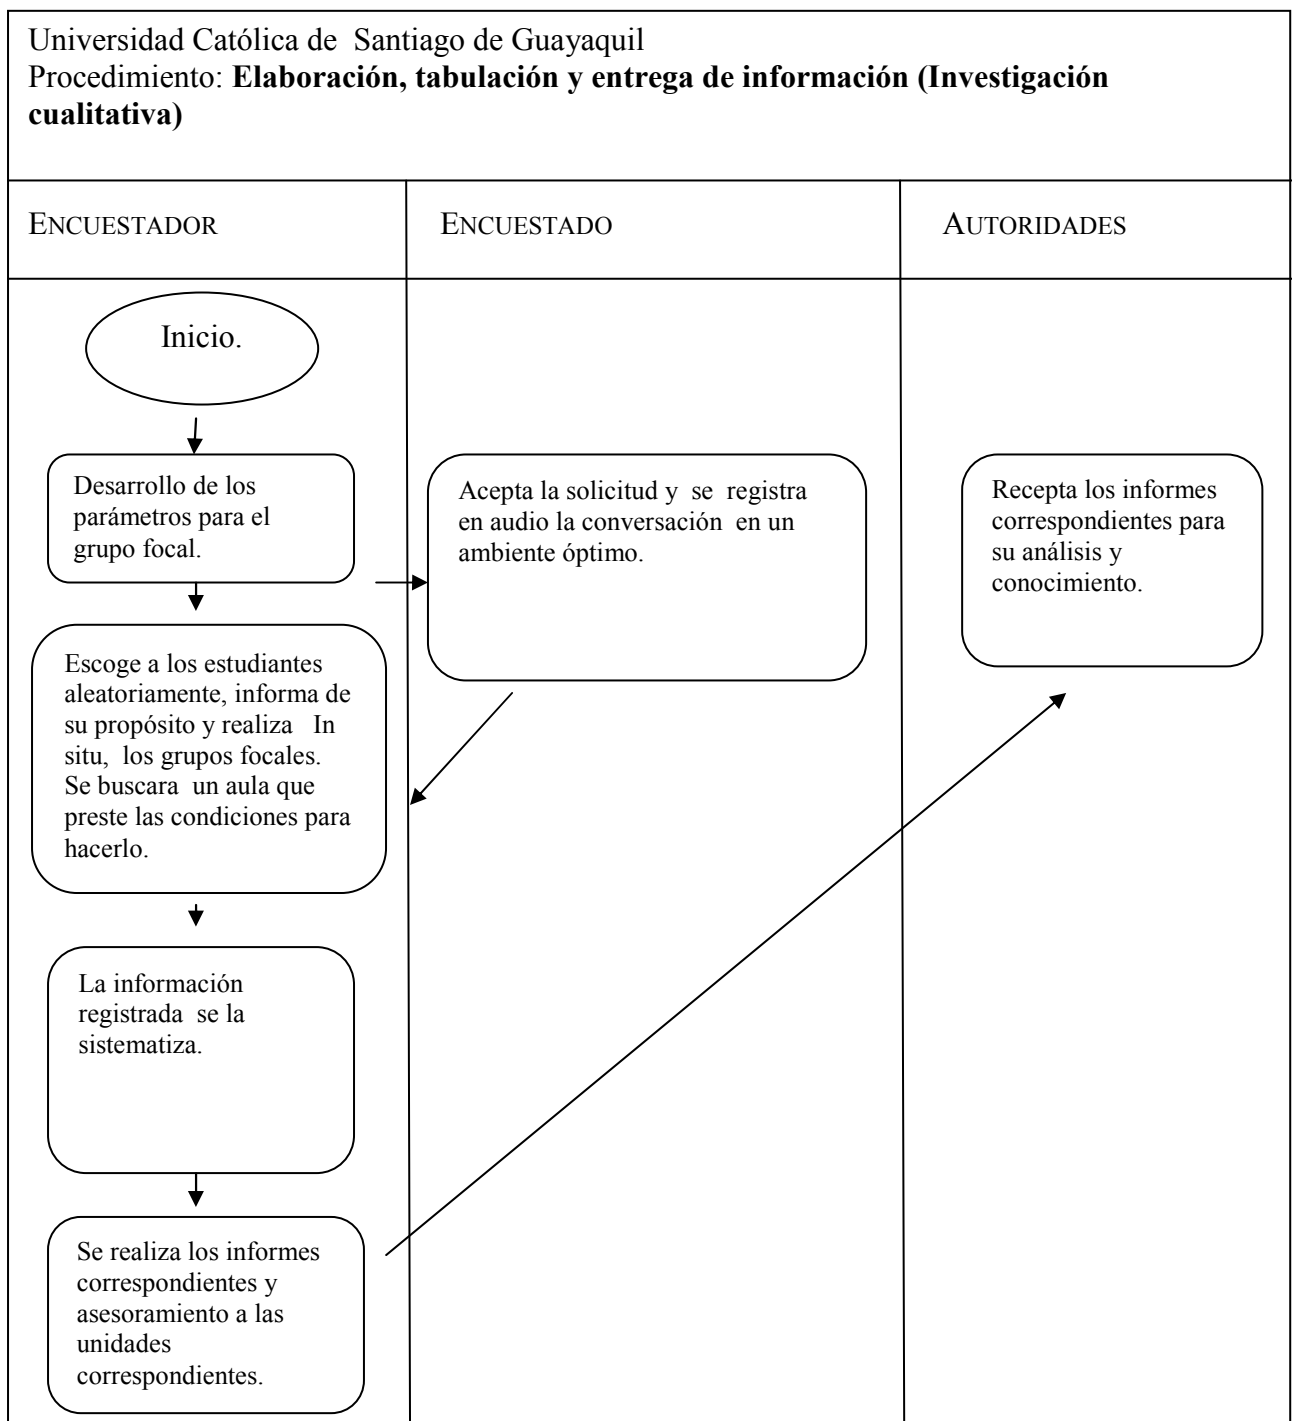 Universidad Católica de Santiago de Guayaquil
Procedimiento: Elaboración, tabulación y entrega de información (Investigación
cualitativa)
ENCUESTADOR
ENCUESTADO
AUTORIDADES
Inicio.
Desarrollo de los
parámetros para el
grupo focal.
Acepta la solicitud y se registra
en audio la conversación en un
ambiente óptimo.
Recepta los informes
correspondientes para
su análisis y
conocimiento.
Escoge a los estudiantes
aleatoriamente, informa de
su propósito y realiza In
situ, los grupos focales.
Se buscara un aula que
preste las condiciones para
hacerlo.
La información
registrada se la
sistematiza.
Se realiza los informes
correspondientes y
asesoramiento a las
unidades
correspondientes.